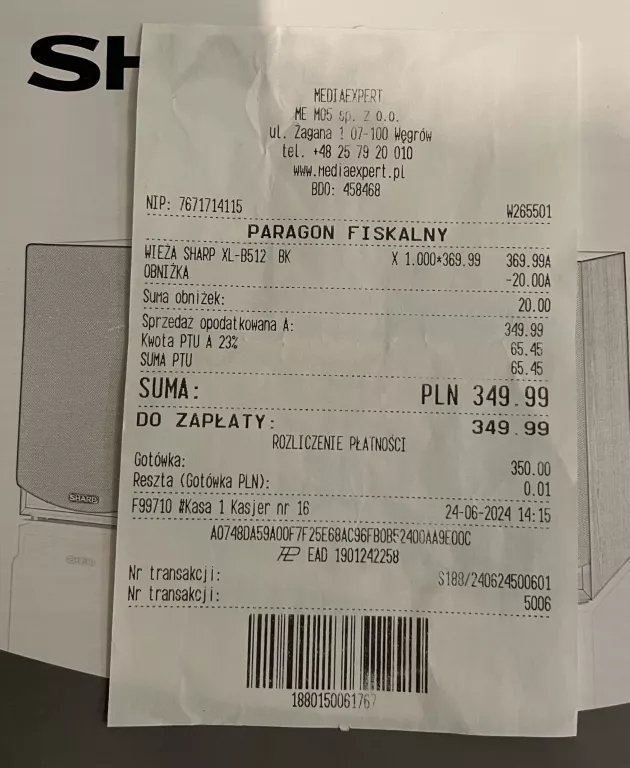 SH
MEDIAEXPERT
ME M05 sp. z o.o.
ul. Żagana 1 07-100 Węgrów
tel. +48 25 79 20 010
www.mediaexpert.pl
BDO: 458468
NIP: 7671714115 W265501
PARAGON FISKALNY
WIEŻA SHARP XL-B512 BK X 1.000*369.99 369.99A
OBNIŻKA -20.00A
Suma obniżek: 20.00
Sprzedaż opodatkowana A: 349.99
Kwota PTU A 23% 65.45
SUMA PTU 65.45
SUMA: PLN 349.99
DO ZAPŁATY: 349.99
ROZLICZENIE PŁATNOŚCI
Gotówka: 350.00
Reszta (Gotówka PLN): 0.01
F99710 #Kasa 1 Kasjer nr 16 24-06-2024 14:15
A0748DA59A00F7F25E68AC96FB0B52400AA9E00C
EAD 1901242258
Nr transakcji: S188/240624500601
Nr transakcji: 5006
1880150061767
SHARP